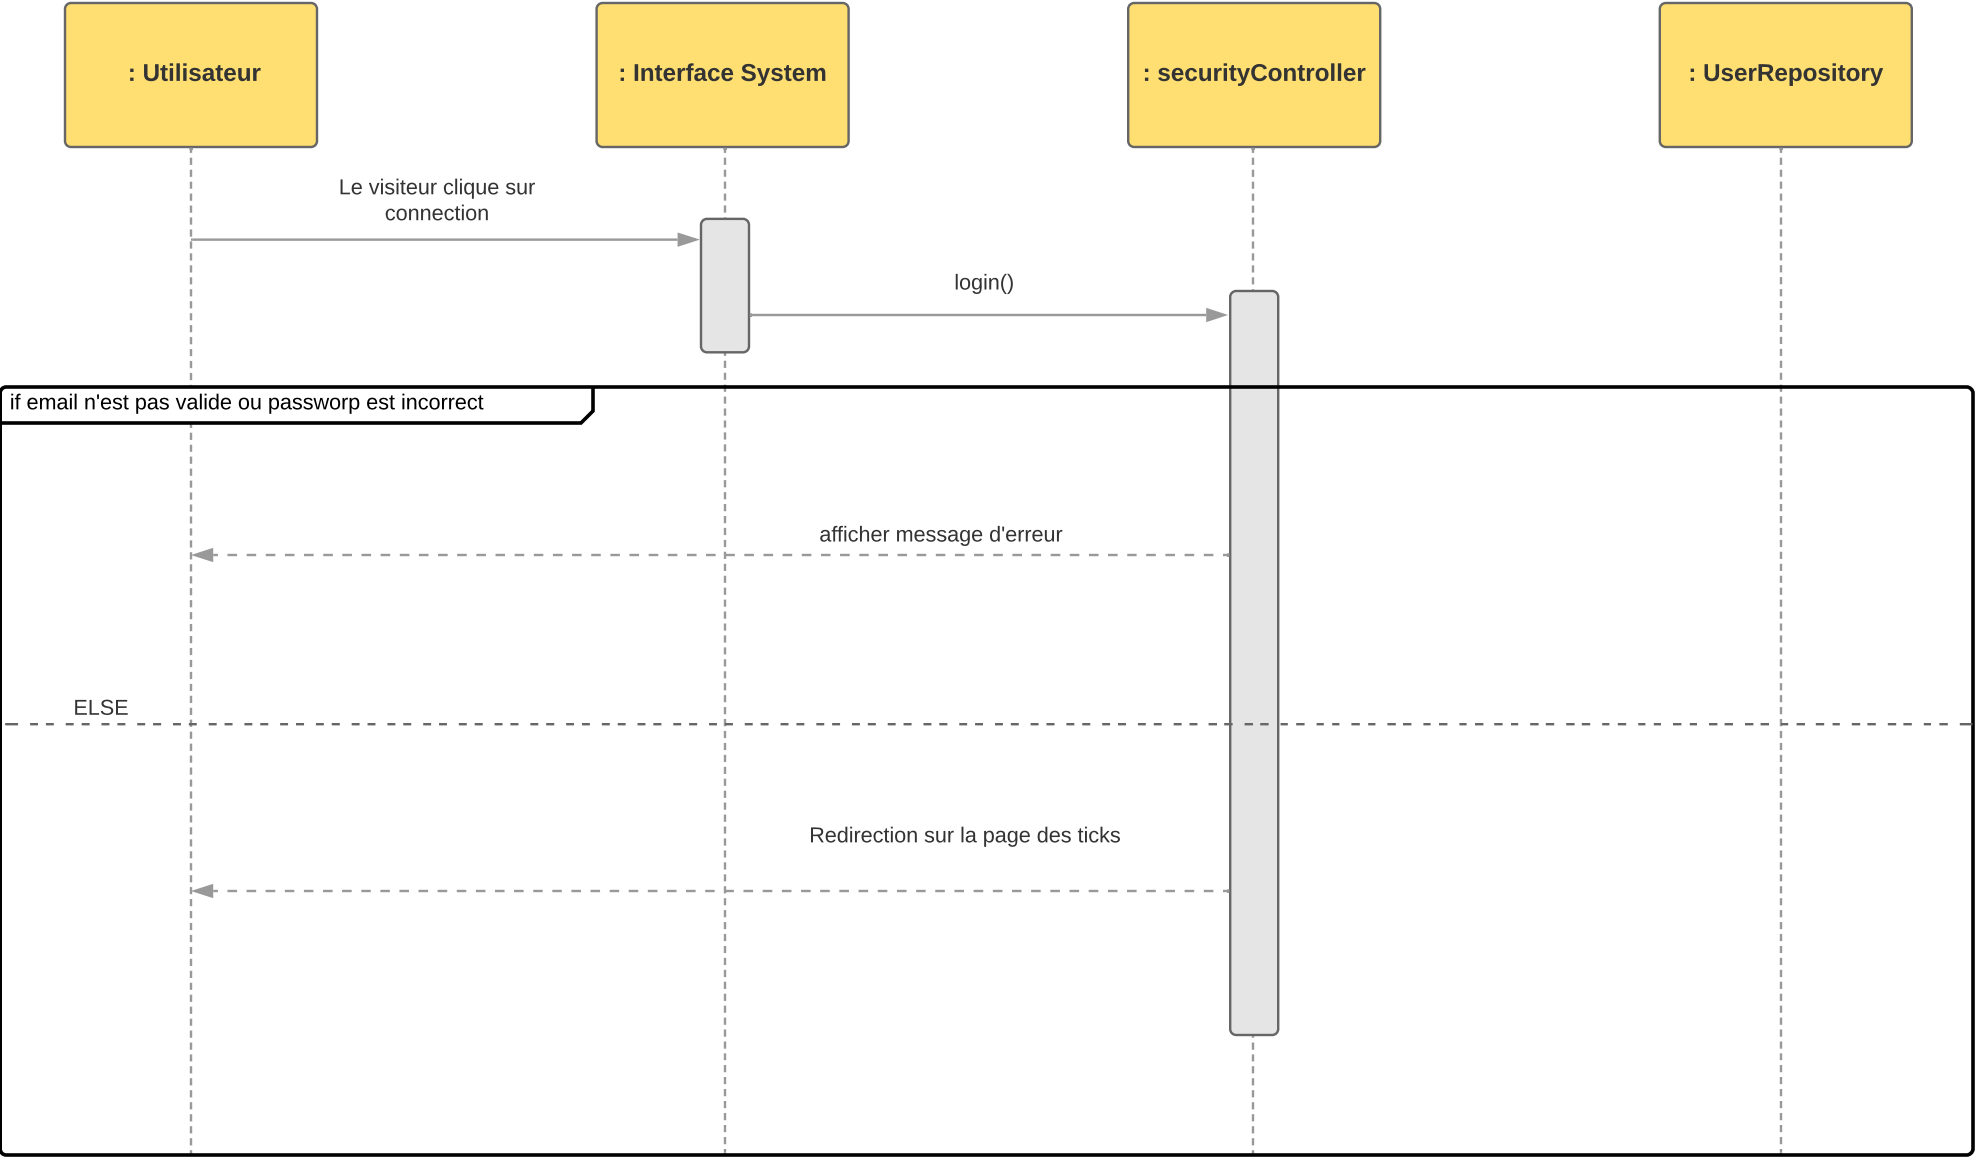 : Utilisateur
: Interface System
: securityController
: UserRepository
Le visiteur clique sur
connection
login()
if email n'est pas valide ou passworp est incorrect
afficher message d'erreur
ELSE
Redirection sur la page des ticks